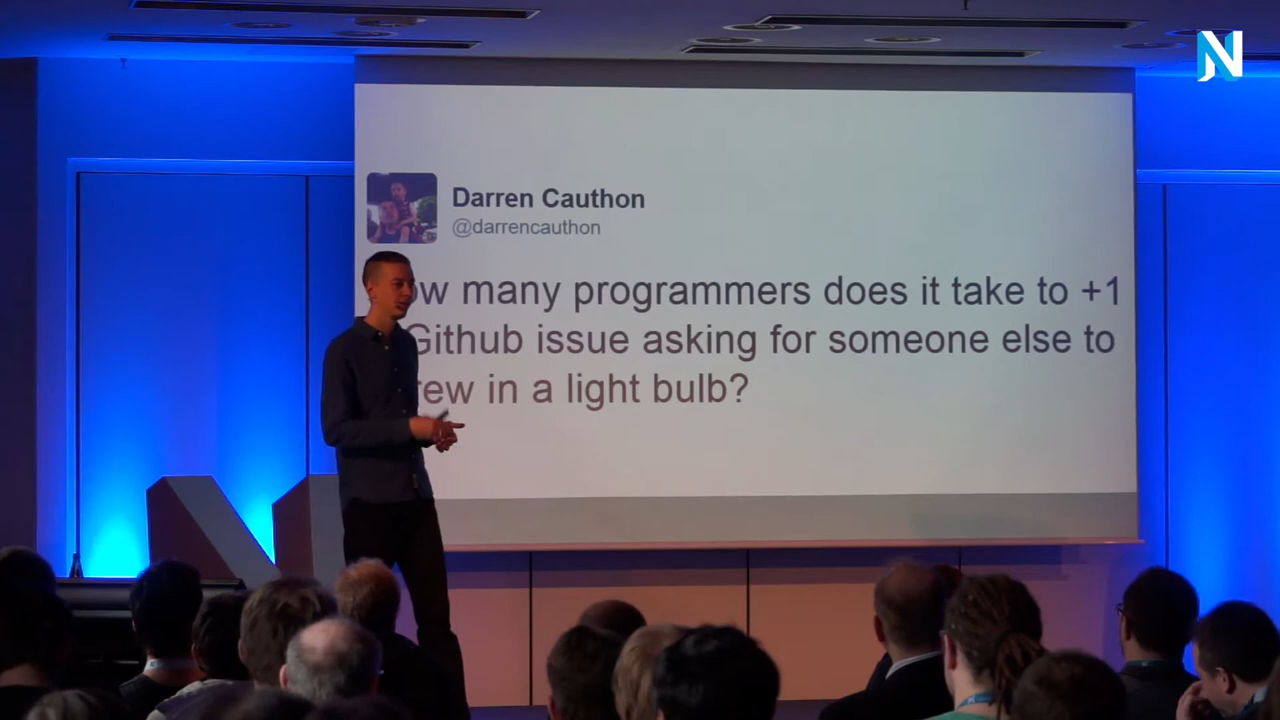 Darren Cauthon
@darrencauthon
ow many programmers does it take to +1
Github issue asking for someone else to
rew in a light bulb?
N